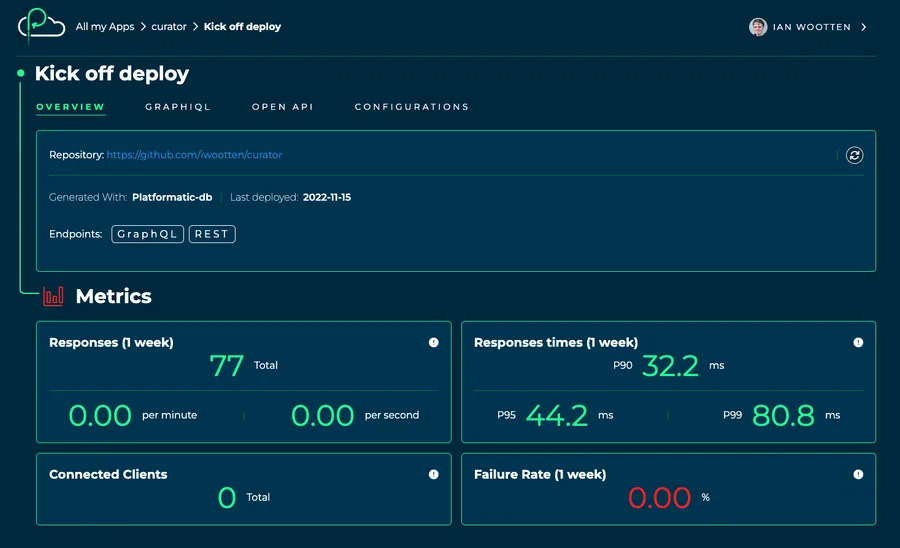 All my Apps > curator > Kick off deploy
IAN WOOTTEN >
Kick off deploy
OVERVIEW GRAPHIQL OPEN API CONFIGURATIONS
Repository: https://github.com/iwootten/curator
Generated With: Platformatic-db | Last deployed: 2022-11-15
Endpoints: GraphQL REST
Metrics
Responses (1 week)
77 Total
0.00 per minute | 0.00 per second
Responses times (1 week)
P90 32.2 ms
P95 44.2 ms | P99 80.8 ms
Connected Clients
0 Total
Failure Rate (1 week)
0.00 %